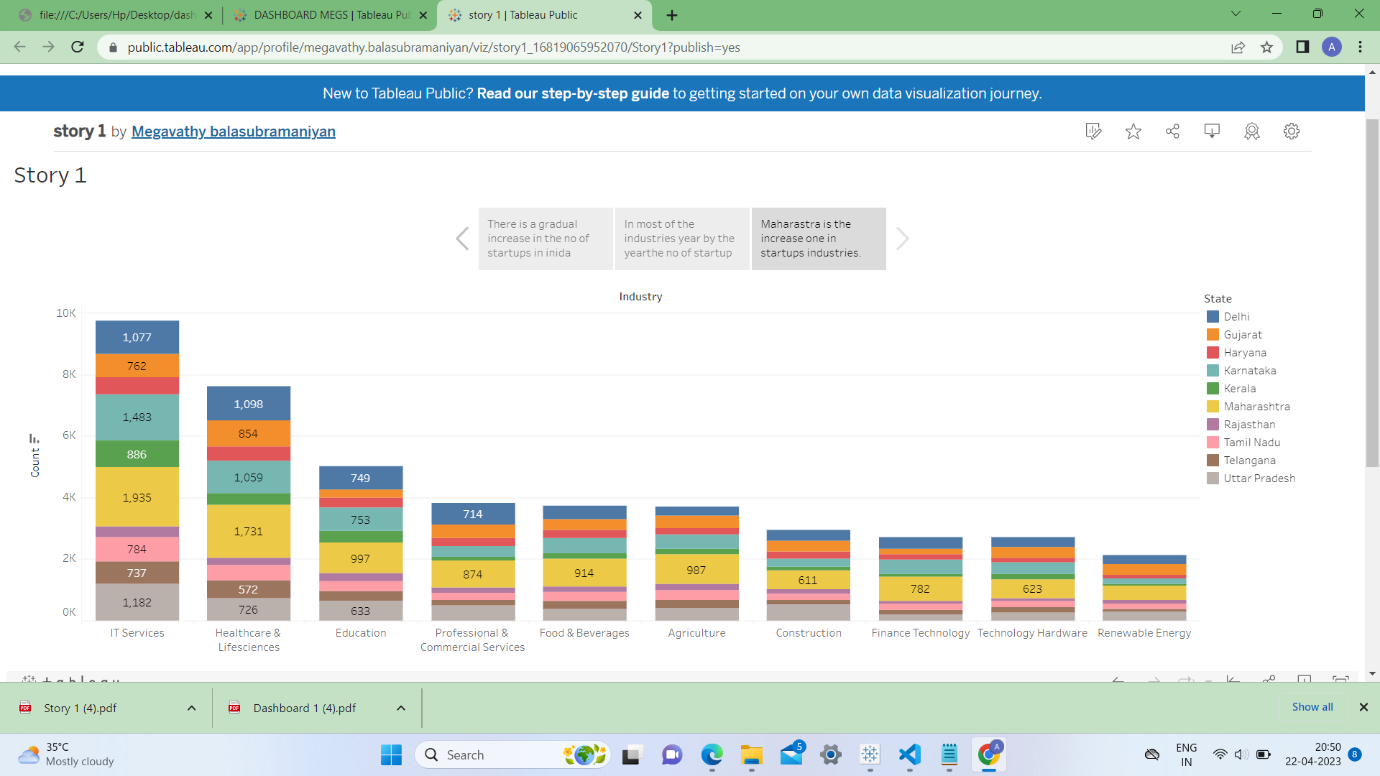 file:///C:/Users/Hp/Desktop/dash
DASHBOARD MEGS | Tableau Pub
story 1 | Tableau Public
public.tableau.com/app/profile/megavathy.balasubramaniyan/viz/story1_16819065952070/Story1?publish=yes
A
New to Tableau Public? Read our step-by-step guide to getting started on your own data visualization journey.
story 1 by Megavathy balasubramaniyan
Story 1
There is a gradual
increase in the no of
startups in inida
In most of the
industries year by the
yearthe no of startup
Maharastra is the
increase one in
startups industries.
Industry
Count
10K
8K
6K
4K
2K
0K
1,077
762
1,483
886
1,935
784
737
1,182
1,098
854
1,059
1,731
572
726
749
753
997
633
714
874
914
987
611
782
623
IT Services
Healthcare &
Lifesciences
Education
Professional &
Commercial Services
Food & Beverages
Agriculture
Construction
Finance Technology
Technology Hardware
Renewable Energy
State
Delhi
Gujarat
Haryana
Karnataka
Kerala
Maharashtra
Rajasthan
Tamil Nadu
Telangana
Uttar Pradesh
PDF
Story 1 (4).pdf
PDF
Dashboard 1 (4).pdf
Show all
35°C
Mostly cloudy
Search
5
A
ENG
IN
20:50
22-04-2023
8